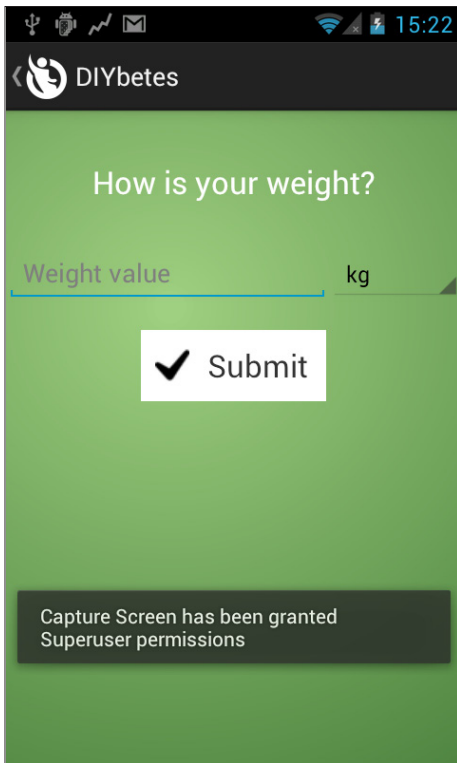 15:22
DIYbetes
How is your weight?
Weight value
kg
Submit
Capture Screen has been granted
Superuser permissions